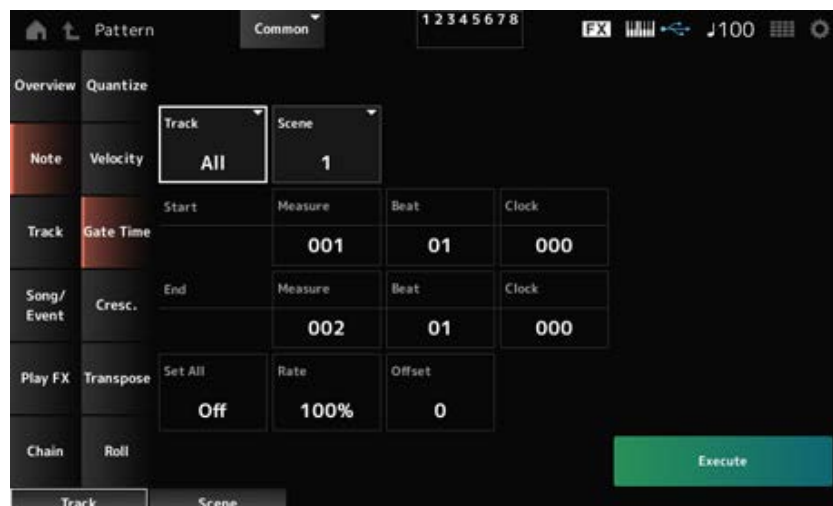 Pattern Common 12345678 FX ♩100
Overview Quantize
Track Scene
Note Velocity All 1
Start Measure Beat Clock
Track Gate Time
001 01 000
End Measure Beat Clock
Song/
Event Cresc.
002 01 000
Play FX Transpose Set All Rate Offset
Off 100% 0
Chain Roll Execute
Track Scene